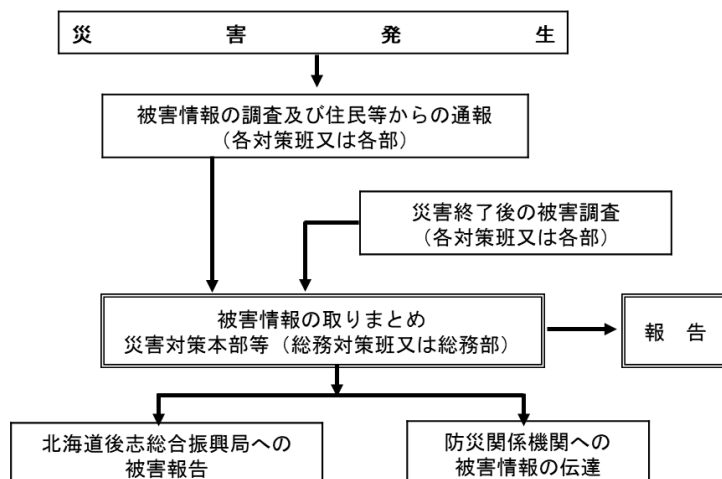 災害発生
被害情報の調査及び住民等からの通報
（各対策班又は各部）
災害終了後の被害調査
（各対策班又は各部）
被害情報の取りまとめ
災害対策本部等（総務対策班又は総務部）
報告
北海道後志総合振興局への
被害報告
防災関係機関への
被害情報の伝達